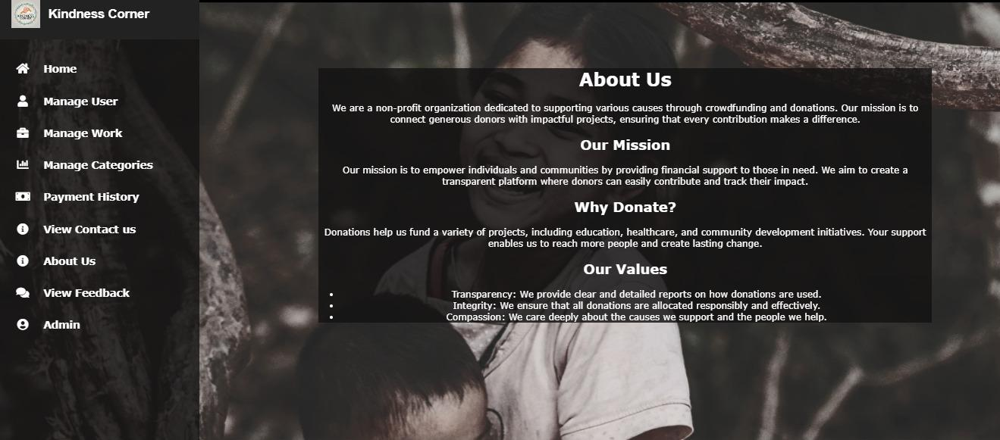 Kindness Corner
Home
Manage User
Manage Work
Manage Categories
Payment History
View Contact us
About Us
View Feedback
Admin
About Us
We are a non-profit organization dedicated to supporting various causes through crowdfunding and donations. Our mission is to
connect generous donors with impactful projects, ensuring that every contribution makes a difference.
Our Mission
Our mission is to empower individuals and communities by providing financial support to those in need. We aim to create a
transparent platform where donors can easily contribute and track their impact.
Why Donate?
Donations help us fund a variety of projects, including education, healthcare, and community development initiatives. Your support
enables us to reach more people and create lasting change.
Our Values
• Transparency: We provide clear and detailed reports on how donations are used.
• Integrity: We ensure that all donations are allocated responsibly and effectively.
• Compassion: We care deeply about the causes we support and the people we help.